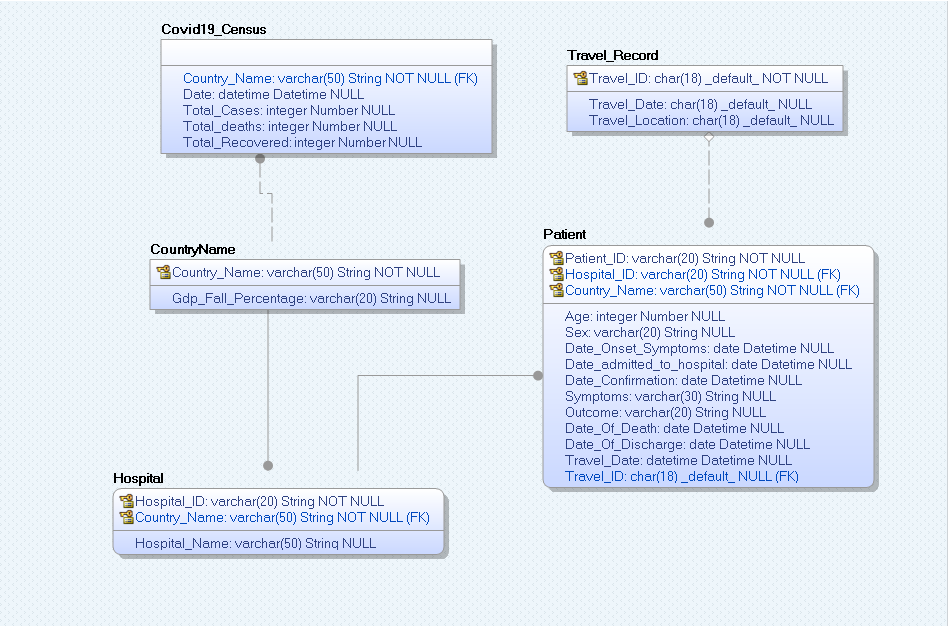 Covid19_Census
Country_Name: varchar(50) String NOT NULL (FK)
Date: datetime Datetime NULL
Total_Cases: integer Number NULL
Total_deaths: integer Number NULL
Total_Recovered: integer Number NULL
Travel_Record
Travel_ID: char(18) _default_ NOT NULL
Travel_Date: char(18) _default_ NULL
Travel_Location: char(18) _default_ NULL
CountryName
Country_Name: varchar(50) String NOT NULL
Gdp_Fall_Percentage: varchar(20) String NULL
Patient
Patient_ID: varchar(20) String NOT NULL
Hospital_ID: varchar(20) String NOT NULL (FK)
Country_Name: varchar(50) String NOT NULL (FK)
Age: integer Number NULL
Sex: varchar(20) String NULL
Date_Onset_Symptoms: date Datetime NULL
Date_admitted_to_hospital: date Datetime NULL
Date_Confirmation: date Datetime NULL
Symptoms: varchar(30) String NULL
Outcome: varchar(20) String NULL
Date_Of_Death: date Datetime NULL
Date_Of_Discharge: date Datetime NULL
Travel_Date: datetime Datetime NULL
Travel_ID: char(18) _default_ NULL (FK)
Hospital
Hospital_ID: varchar(20) String NOT NULL
Country_Name: varchar(50) String NOT NULL (FK)
Hospital_Name: varchar(50) String NULL